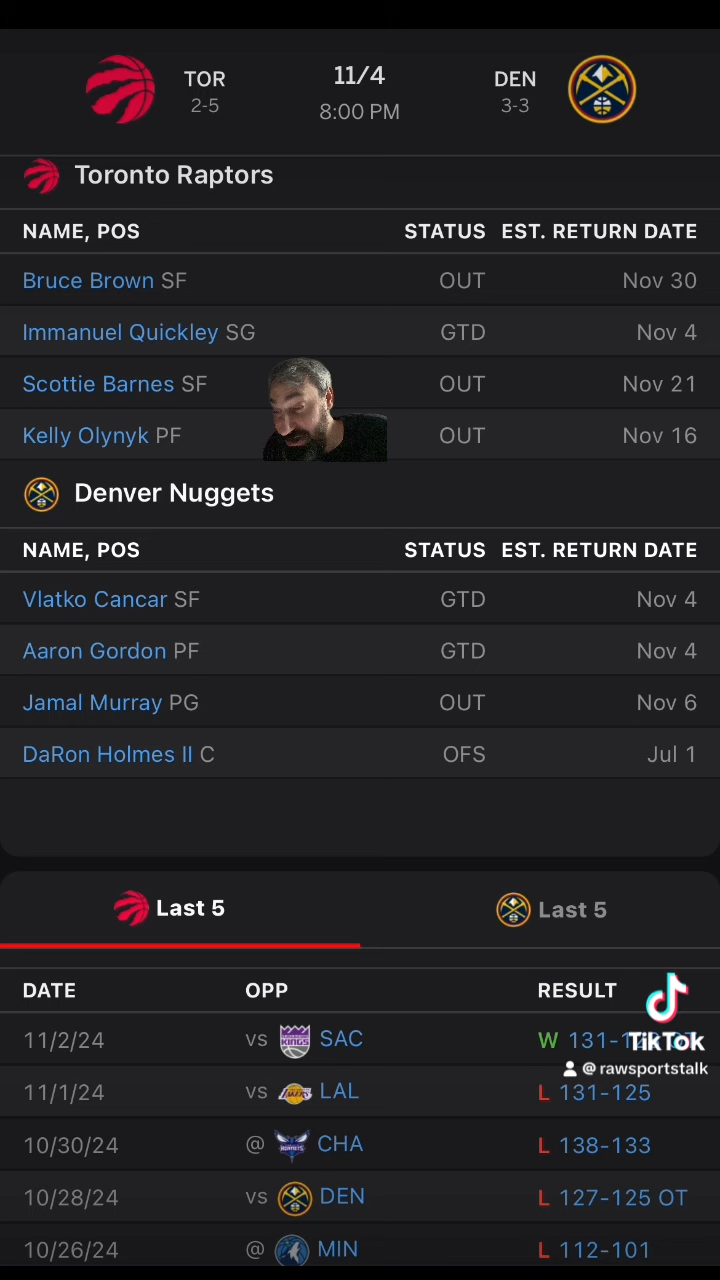 TOR 11/4 DEN
2-5 8:00 PM 3-3
Toronto Raptors
NAME, POS STATUS EST. RETURN DATE
Bruce Brown SF OUT Nov 30
Immanuel Quickley SG GTD Nov 4
Scottie Barnes SF OUT Nov 21
Kelly Olynyk PF OUT Nov 16
Denver Nuggets
NAME, POS STATUS EST. RETURN DATE
Vlatko Cancar SF GTD Nov 4
Aaron Gordon PF GTD Nov 4
Jamal Murray PG OUT Nov 6
DaRon Holmes II C OFS Jul 1
Last 5 Last 5
DATE OPP RESULT
11/2/24 vs SAC W 131-
TikTok
@rawsportstalk
11/1/24 vs LAL L 131-125
10/30/24 @ CHA L 138-133
10/28/24 vs DEN L 127-125 OT
10/26/24 @ MIN L 112-101